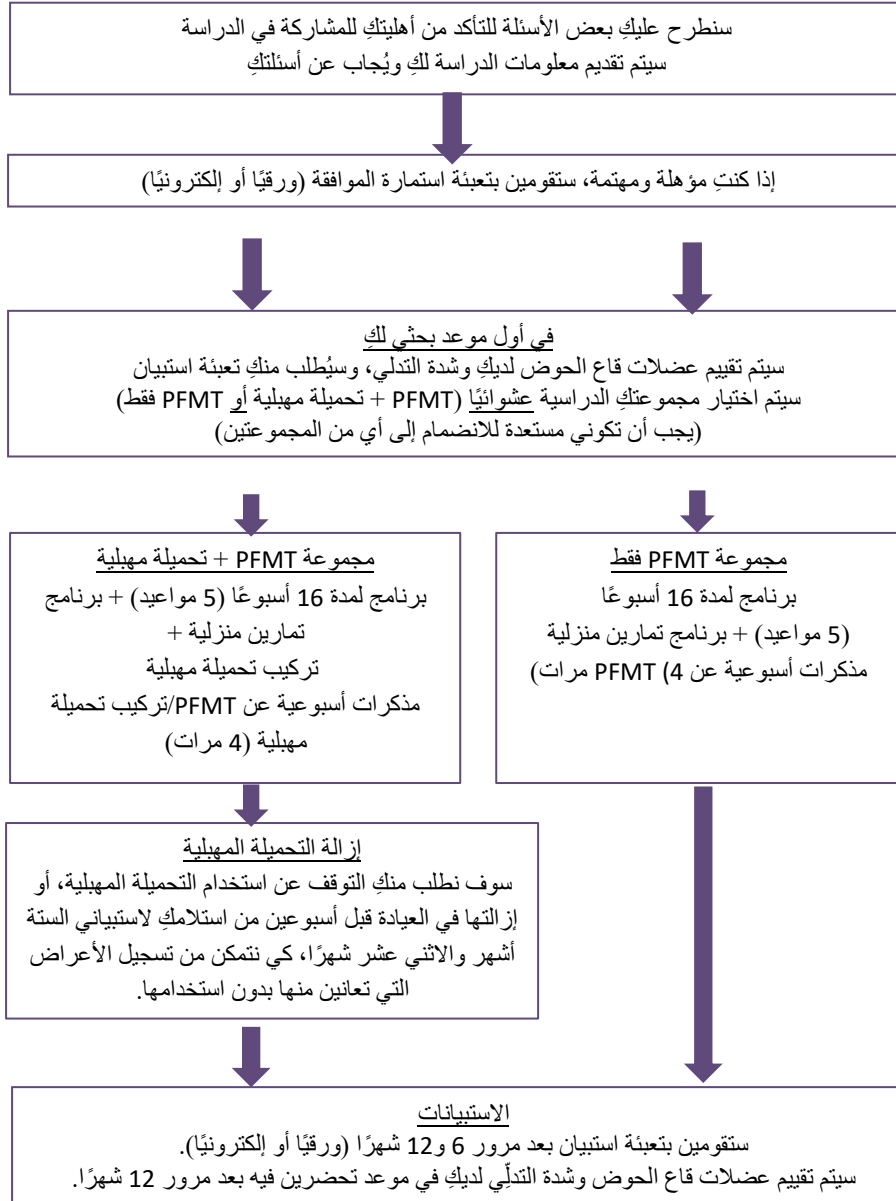 سنطرح عليكِ بعض الأسئلة للتأكد من أهليتكِ للمشاركة في الدراسة
سيتم تقديم معلومات الدراسة لكِ ويُجاب عن أسئلتكِ
إذا كنتِ مؤهلة ومهتمة، ستقومين بتعبئة استمارة الموافقة (ورقيًا أو إلكترونيًا)
في أول موعد بحثي لكِ
سيتم تقييم عضلات قاع الحوض لديكِ وشدة التدلي، وسيُطلب منكِ تعبئة استبيان
سيتم اختيار مجموعتكِ الدراسية عشوائيًا (PFMT + تحميلة مهبلية أو PFMT فقط)
(يجب أن تكوني مستعدة للانضمام إلى أي من المجموعتين)
مجموعة PFMT فقط
برنامج لمدة 16 أسبوعًا
(5 مواعيد) + برنامج تمارين منزلية
مذكرات أسبوعية عن PFMT (4 مرات)
مجموعة PFMT + تحميلة مهبلية
برنامج لمدة 16 أسبوعًا (5 مواعيد) + برنامج
تمارين منزلية +
تركيب تحميلة مهبلية
مذكرات أسبوعية عن PFMT/تركيب تحميلة
مهبلية (4 مرات)
إزالة التحميلة المهبلية
سوف نطلب منكِ التوقف عن استخدام التحميلة المهبلية، أو
إزالتها في العيادة قبل أسبوعين من استلامكِ لاستبياني الستة
أشهر والاثني عشر شهرًا، كي نتمكن من تسجيل الأعراض
التي تعانين منها بدون استخدامها.
الاستبيانات
ستقومين بتعبئة استبيان بعد مرور 6 و12 شهرًا (ورقيًا أو إلكترونيًا).
سيتم تقييم عضلات قاع الحوض وشدة التدلّي لديكِ في موعد تحضرين فيه بعد مرور 12 شهرًا.